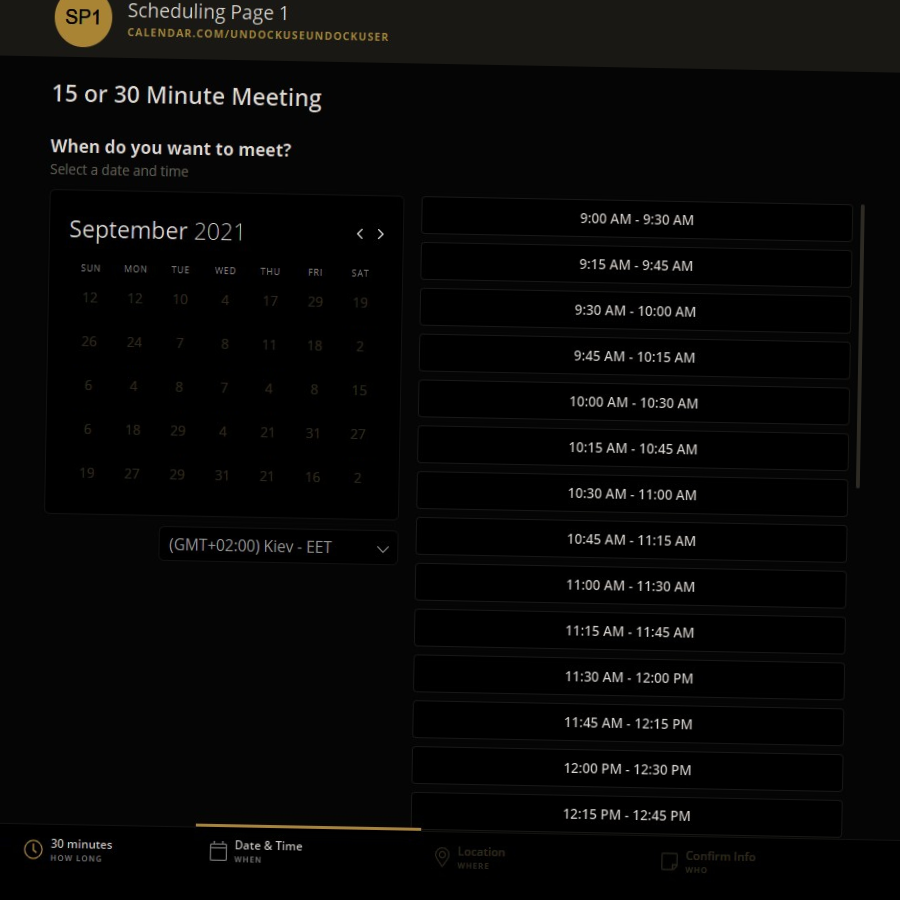 SP1
Scheduling Page 1
CALENDAR.COM/UNDOCKUSEUNDOCKUSER
15 or 30 Minute Meeting
When do you want to meet?
Select a date and time
September 2021
SUN MON TUE WED THU FRI SAT
12 12 10 4 17 29 19
26 24 7 8 11 18 2
6 4 8 7 4 8 15
6 18 29 4 21 31 27
19 27 29 31 21 16 2
(GMT+02:00) Kiev - EET
9:00 AM - 9:30 AM
9:15 AM - 9:45 AM
9:30 AM - 10:00 AM
9:45 AM - 10:15 AM
10:00 AM - 10:30 AM
10:15 AM - 10:45 AM
10:30 AM - 11:00 AM
10:45 AM - 11:15 AM
11:00 AM - 11:30 AM
11:15 AM - 11:45 AM
11:30 AM - 12:00 PM
11:45 AM - 12:15 PM
12:00 PM - 12:30 PM
12:15 PM - 12:45 PM
30 minutes
HOW LONG
Date & Time
WHEN
Location
WHERE
Confirm Info
WHO